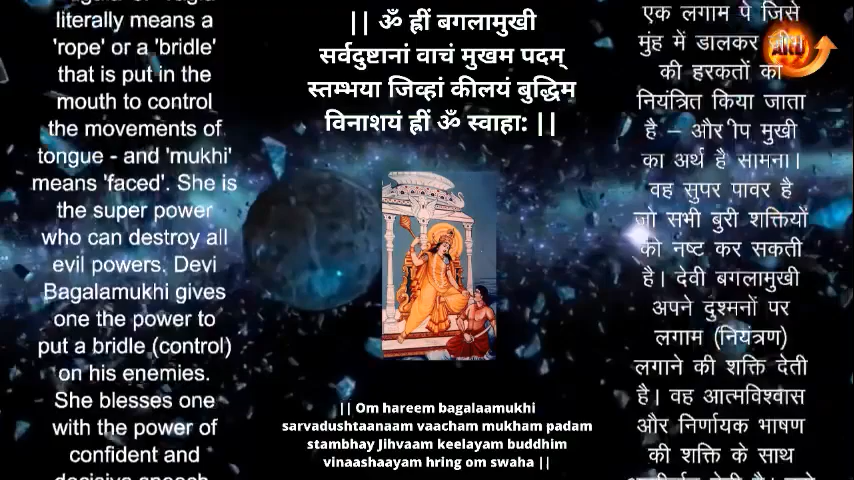 literally means a
'rope' or a 'bridle'
that is put in the
mouth to control
the movements of
tongue - and 'mukhi'
means 'faced'. She is
the super power
who can destroy all
evil powers. Devi
Bagalamukhi gives
one the power to
put a bridle (control)
on his enemies.
She blesses one
with the power of
confident and
decisive speech
|| ॐ ह्रीं बगलामुखी
सर्वदुष्टानां वाचं मुखम पदम्
स्तम्भया जिव्हां कीलयं बुद्धिम
विनाशयं ह्रीं ॐ स्वाहा: ||
|| Om hareem bagalaamukhi
sarvadushtaanaam vaacham mukham padam
stambhay Jihvaam keelayam buddhim
vinaashaayam hring om swaha ||
एक लगाम पे जिसे
मुंह में डालकर
की हरकतों का
नियंत्रित किया जाता
है – और मुखी
का अर्थ है सामना।
वह सुपर पावर है
जो सभी बुरी शक्तियों
को नष्ट कर सकती
है। देवी बगलामुखी
अपने दुश्मनों पर
लगाम (नियंत्रण)
लगाने की शक्ति देती
है। वह आत्मविश्वास
और निर्णायक भाषण
की शक्ति के साथ